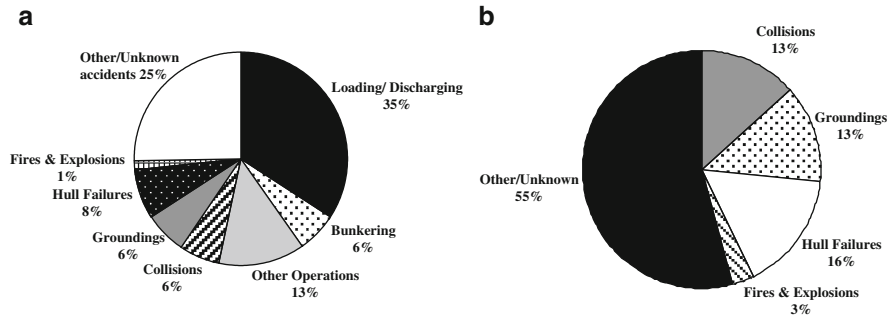 a
Other/Unknown
accidents 25%
Loading/ Discharging
35%
Fires & Explosions
1%
Hull Failures
8%
Groundings
6%
Collisions
6%
Other Operations
13%
Bunkering
6%
b
Collisions
13%
Groundings
13%
Other/Unknown
55%
Hull Failures
16%
Fires & Explosions
3%